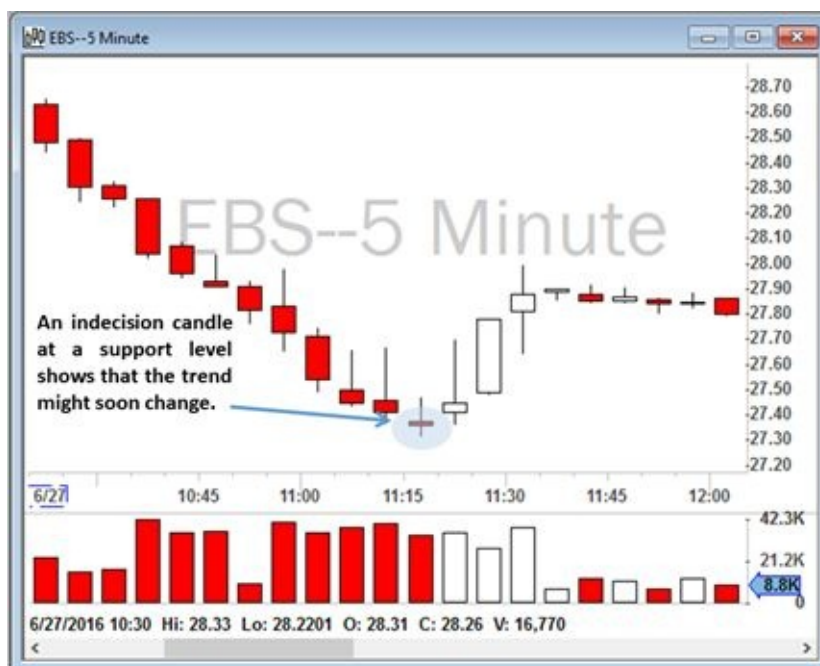 EBS--5 Minute
28.70
28.60
28.50
28.40
28.30
28.20
EBS--5 Minute
28.10
28.00
27.90
An indecision candle
at a support level
shows that the trend
might soon change.
27.80
27.70
27.60
27.50
27.40
27.30
27.20
6/27 10:45 11:00 11:15 11:30 11:45 12:00
42.3K
21.2K
8.8K
0
6/27/2016 10:30 Hi: 28.33 Lo: 28.2201 O: 28.31 C: 28.26 V: 16,770